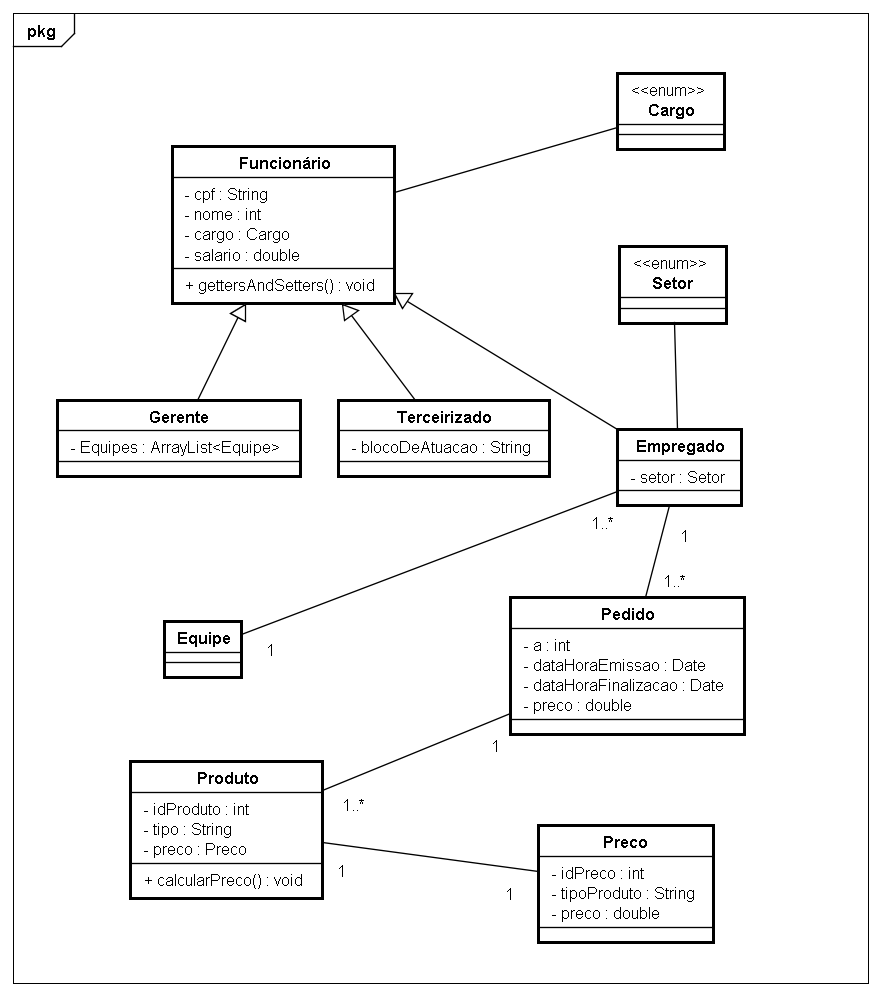 pkg
<<enum>>
Cargo
Funcionário
- cpf : String
- nome : int
- cargo : Cargo
- salario : double
+ gettersAndSetters() : void
<<enum>>
Setor
Gerente
- Equipes : ArrayList<Equipe>
Terceirizado
- blocoDeAtuacao : String
Empregado
- setor : Setor
1..*
1
1..*
Equipe
1
Pedido
- a : int
- dataHoraEmissao : Date
- dataHoraFinalizacao : Date
- preco : double
1
Produto
- idProduto : int
- tipo : String
- preco : Preco
+ calcularPreco() : void
1..*
1
1
Preco
- idPreco : int
- tipoProduto : String
- preco : double